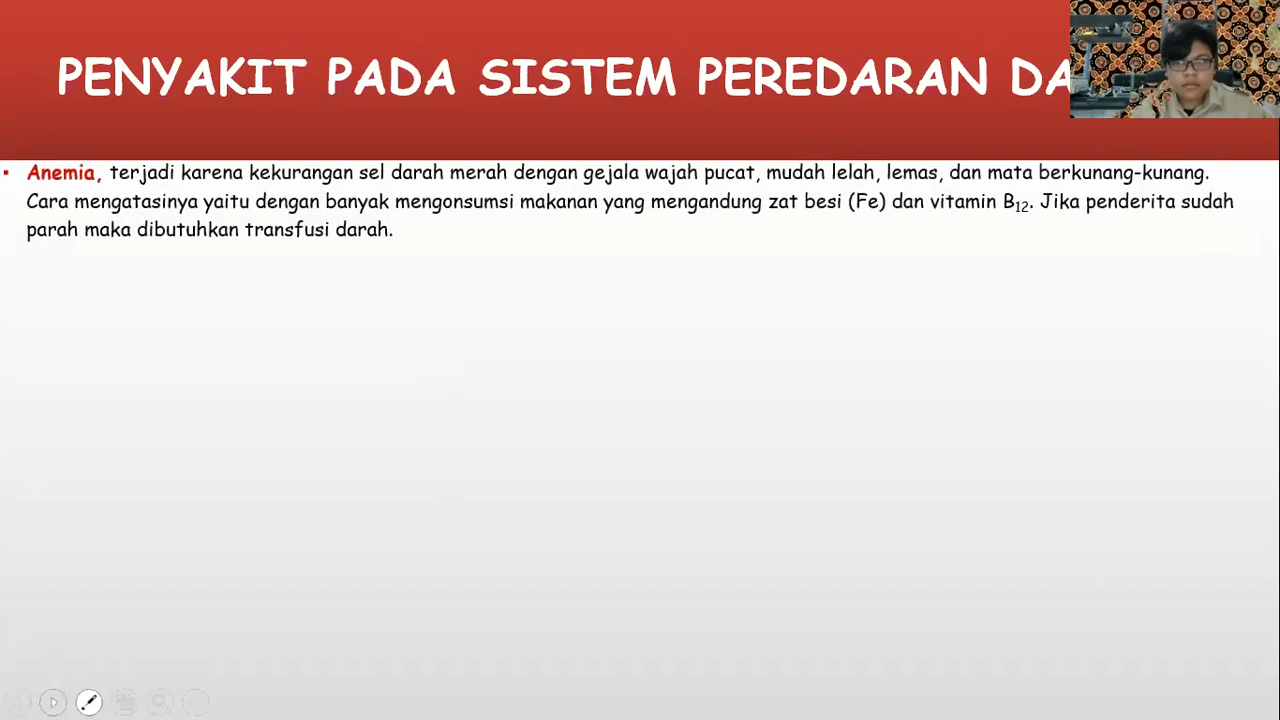 PENYAKIT PADA SISTEM PEREDARAN
▪ Anemia, terjadi karena kekurangan sel darah merah dengan gejala wajah pucat, mudah lelah, lemas, dan mata berkunang-kunang.
Cara mengatasinya yaitu dengan banyak mengonsumsi makanan yang mengandung zat besi (Fe) dan vitamin B₁₂. Jika penderita sudah
parah maka dibutuhkan transfusi darah.